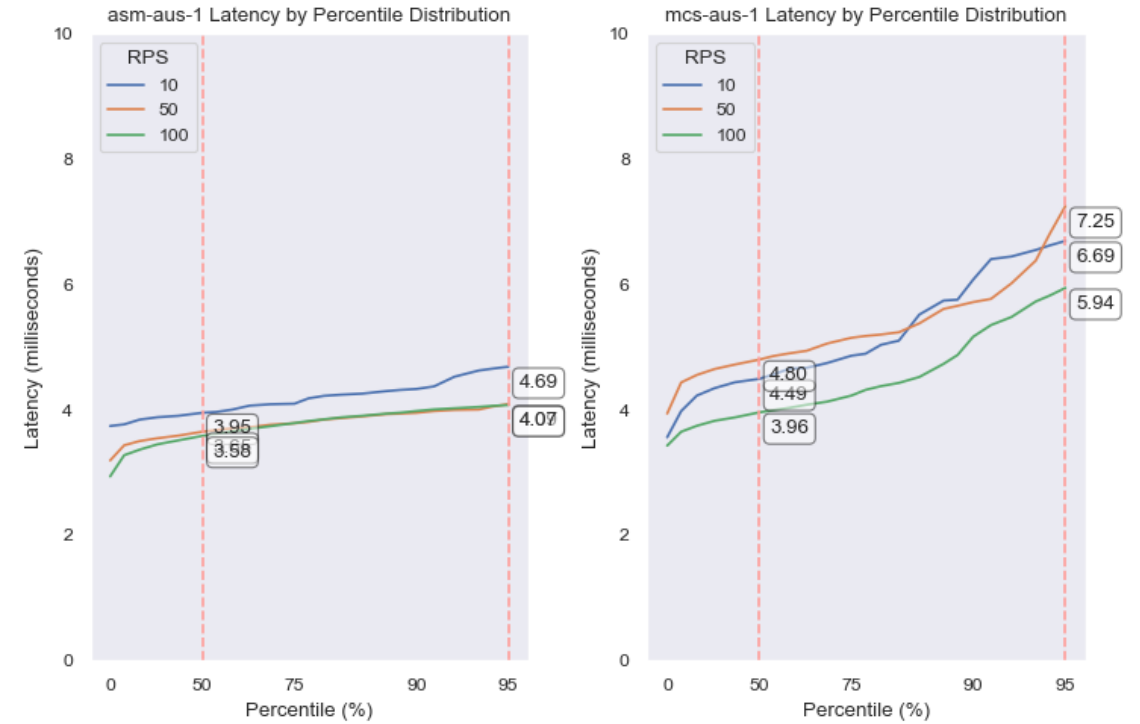 asm-aus-1 Latency by Percentile Distribution
10
8
6
4
2
0
Latency (milliseconds)
RPS
10
50
100
3.95
3.58
4.69
4.07
0 50 75 90 95
Percentile (%)
mcs-aus-1 Latency by Percentile Distribution
10
8
6
4
2
0
Latency (milliseconds)
RPS
10
50
100
4.80
4.49
3.96
7.25
6.69
5.94
0 50 75 90 95
Percentile (%)